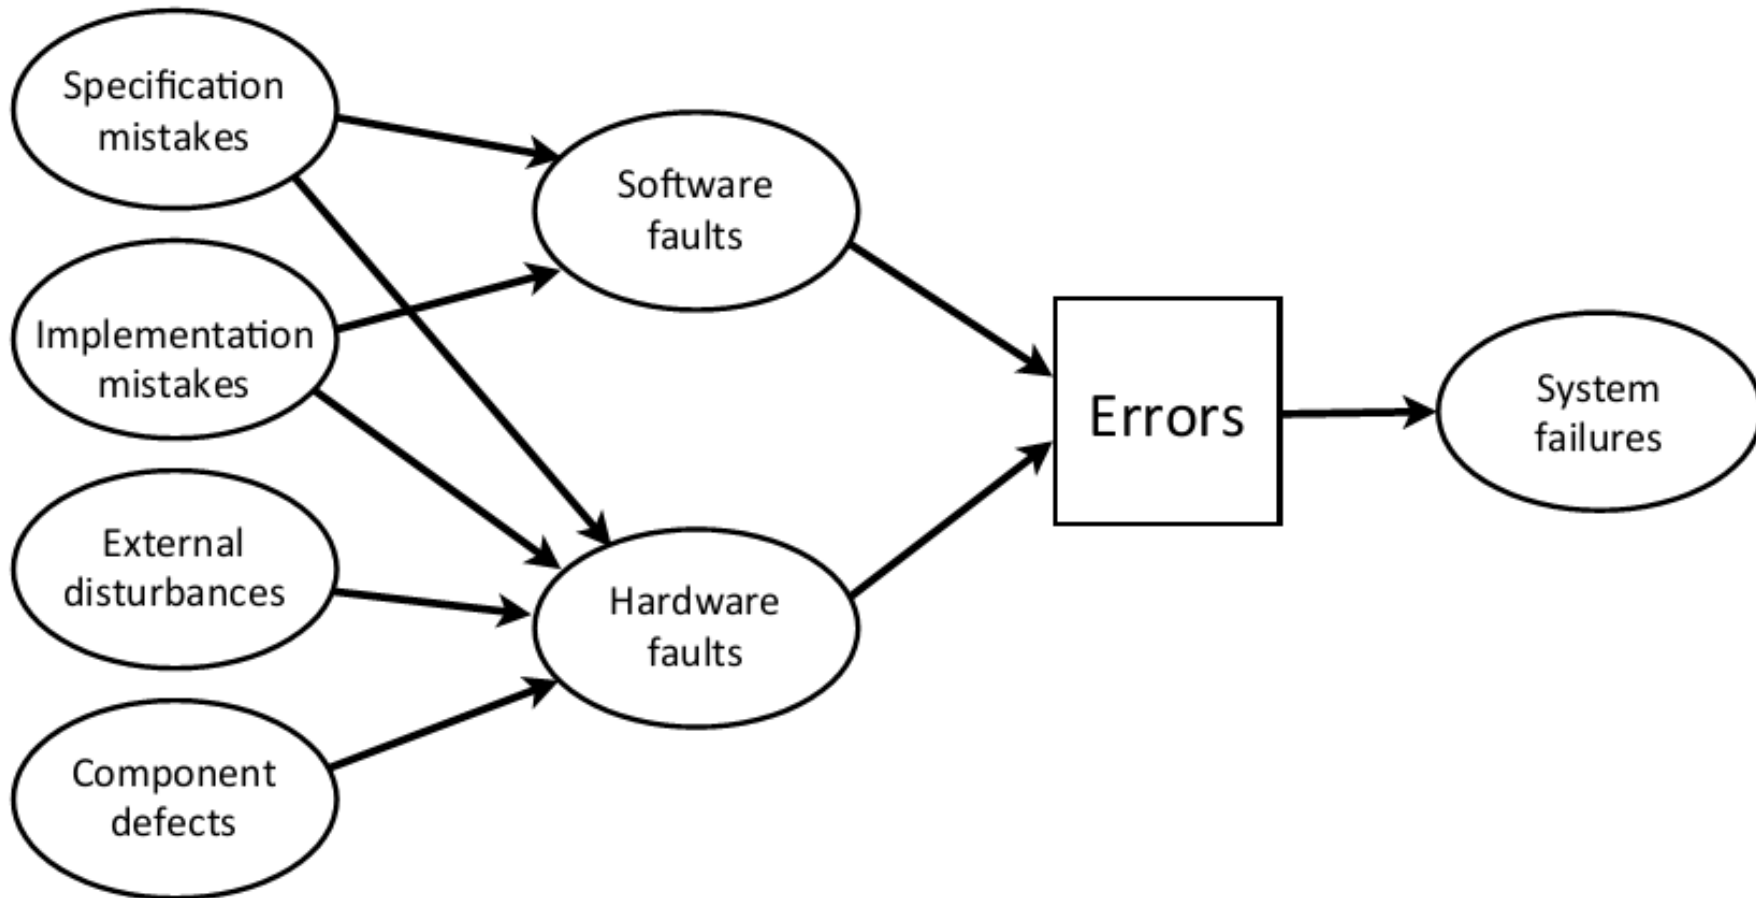 Specification
mistakes
Implementation
mistakes
External
disturbances
Component
defects
Software
faults
Hardware
faults
Errors
System
failures